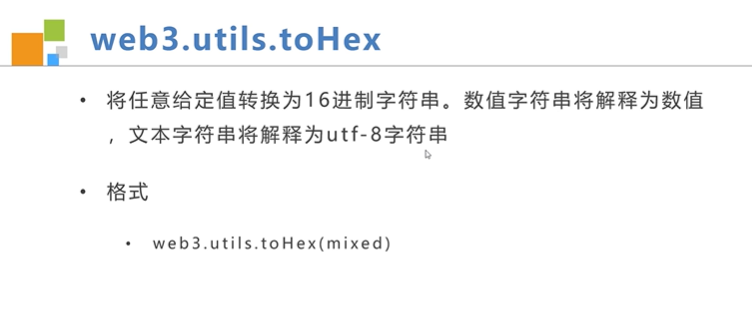 web3.utils.toHex
• 将任意给定值转换为16进制字符串。数值字符串将解释为数值
，文本字符串将解释为utf-8字符串
• 格式
• web3.utils.toHex(mixed)